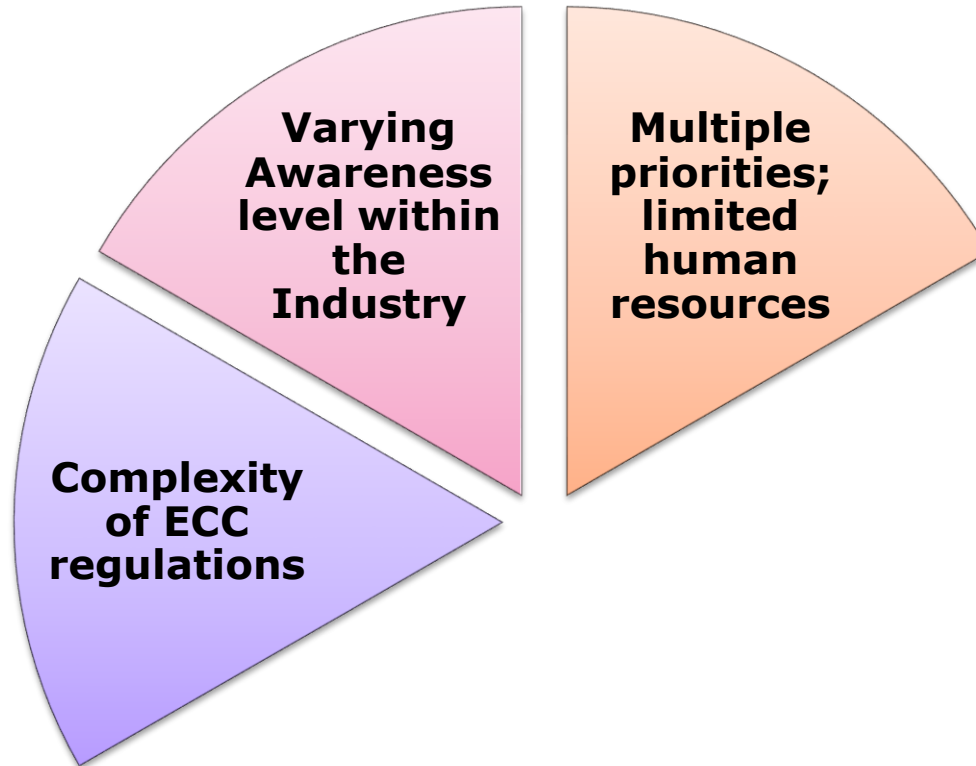 Varying
Awareness
level within
the
Industry
Multiple
priorities;
limited
human
resources
Complexity
of ECC
regulations